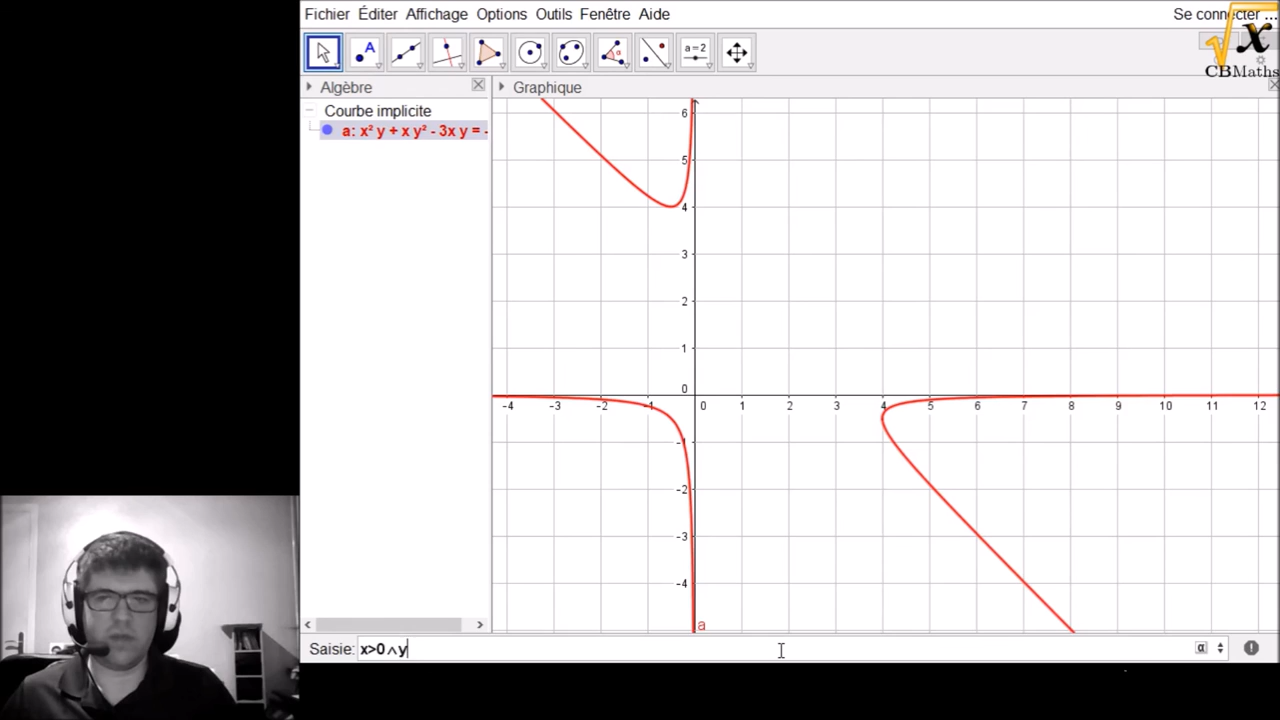 Fichier Éditer Affichage Options Outils Fenêtre Aide
Se connecter ...
A
α
a=2
√x
CBMaths
Algèbre
Graphique
Courbe implicite
a: x² y + x y² - 3x y = -
6
5
4
3
2
1
0
-4 -3 -2 -1 0 1 2 3 4 5 6 7 8 9 10 11 12
-1
-2
-3
-4
a
Saisie: x>0∧y
α